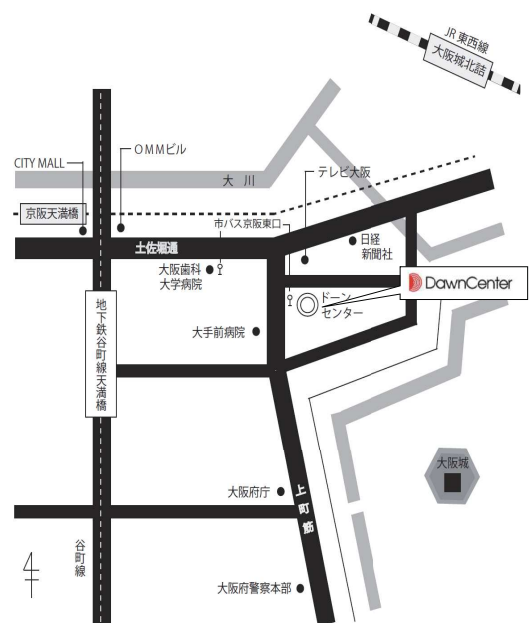 JR 東西線
大阪城北詰
OMMビル
CITY MALL
大 川
テレビ大阪
京阪天満橋
市バス京阪東口
土佐堀通
日経
新聞社
大阪歯科
大学病院
DawnCenter
ドーン
センター
地下鉄谷町線天満橋
大手前病院
大阪城
大阪府庁
上町筋
谷町線
大阪府警察本部